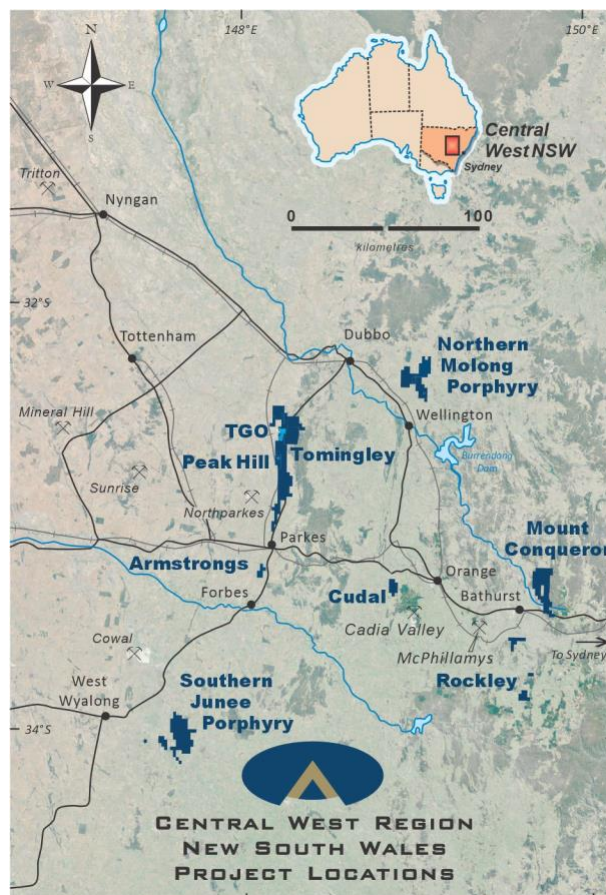 148°E
150°E
N
W
E
S
Central
West NSW
Sydney
Tritton
Nyngan
0
100
kilometres
32°S
Dubbo
Tottenham
Northern
Molong
Porphyry
Mineral Hill
Wellington
TGO
Tomingley
Peak Hill
Burrendong
Dam
Sunrise
Northparkes
Mount
Conqueror
Parkes
Armstrongs
Orange
Forbes
Cudal
Bathurst
Cadia Valley
Cowal
McPhillamys
To Sydney
West
Wyalong
Southern
Junee
Porphyry
Rockley
34°S
Central West Region
New South Wales
Project Locations